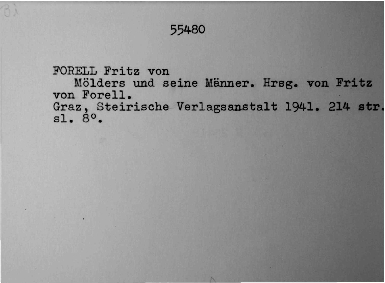 55480
FORELL Fritz von
Mölders und seine Männer. Hrsg. von Fritz
von Forell.
Graz, Steirische Verlagsanstalt 1941. 214 str.
sl. 8°.